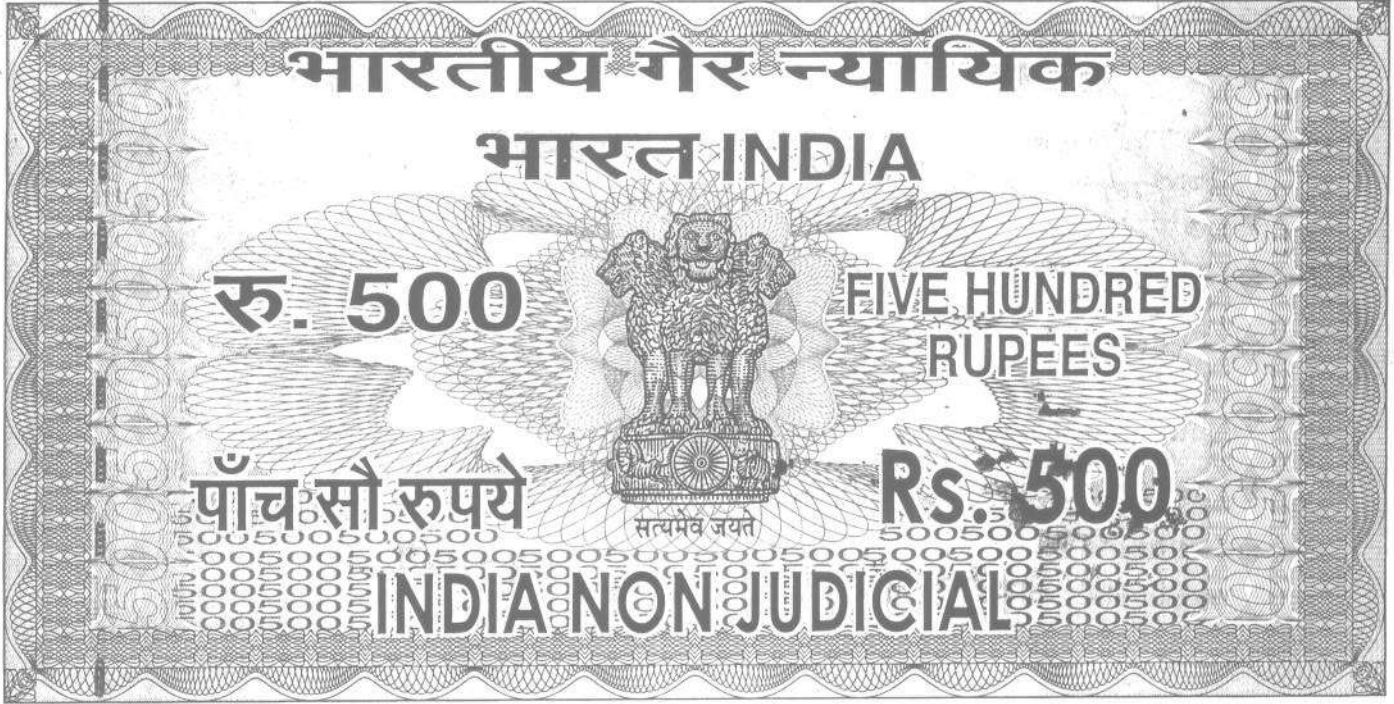 भारतीय गैर न्यायिक
भारत INDIA
रु. 500
FIVE HUNDRED
RUPEES
पाँच सौ रुपये
Rs. 500
सत्यमेव जयते
INDIA NON JUDICIAL